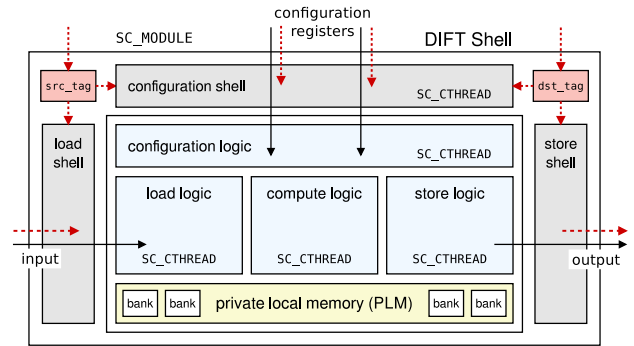 configuration
registers
SC_MODULE
DIFT Shell
src_tag
configuration shell
SC_CTHREAD
dst_tag
load
shell
configuration logic
SC_CTHREAD
store
shell
load logic
compute logic
store logic
SC_CTHREAD
SC_CTHREAD
SC_CTHREAD
input
output
bank
bank
private local memory (PLM)
bank
bank